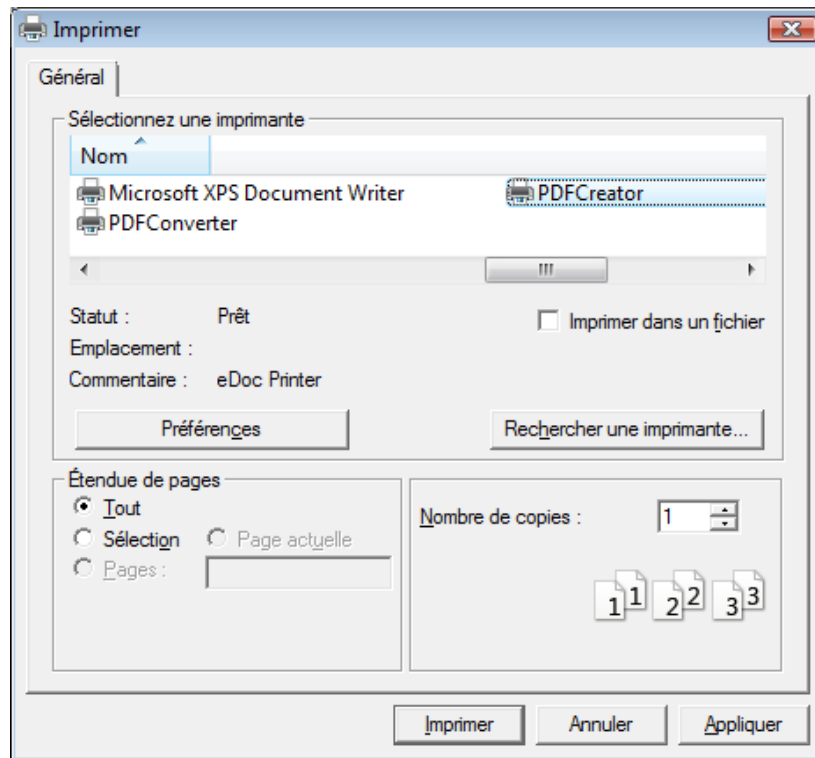 Imprimer
Général
Sélectionnez une imprimante
Nom
Microsoft XPS Document Writer PDFCreator
PDFConverter
Statut : Prêt Imprimer dans un fichier
Emplacement :
Commentaire : eDoc Printer
Préférences Rechercher une imprimante...
Étendue de pages
Tout
Sélection Page actuelle
Pages :
Nombre de copies : 1
1 1 2 2 3 3
Imprimer Annuler Appliquer